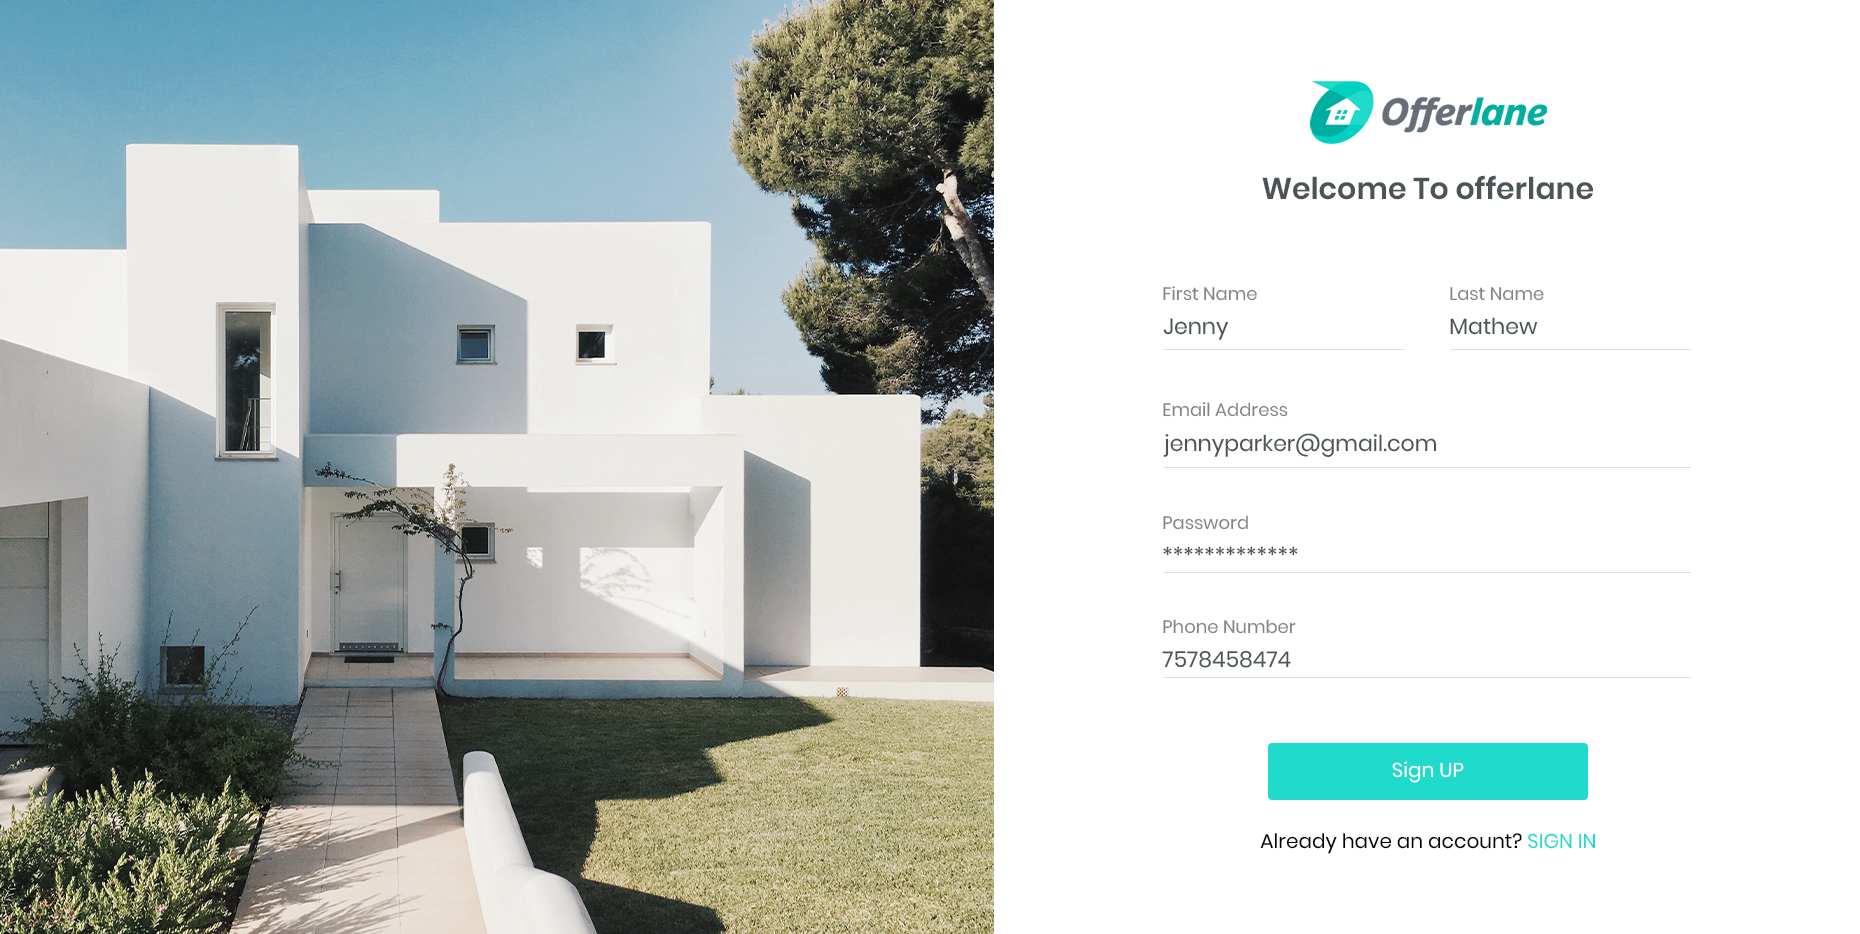 Offerlane
Welcome To offerlane
First Name
Last Name
Jenny
Mathew
Email Address
jennyparker@gmail.com
Password
*************
Phone Number
7578458474
Sign UP
Already have an account? SIGN IN